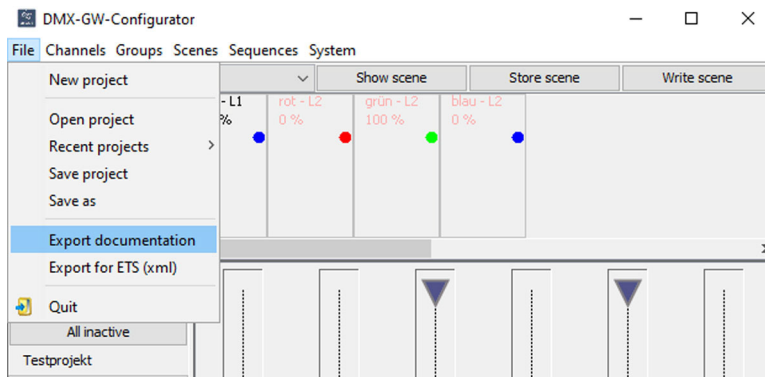 DMX-GW-Configurator
File Channels Groups Scenes Sequences System
New project
Open project
Recent projects
Save project
Save as
Export documentation
Export for ETS (xml)
Quit
Show scene Store scene Write scene
- L1 rot - L2 grün - L2 blau - L2
% 0 % 100 % 0 %
All inactive
Testprojekt